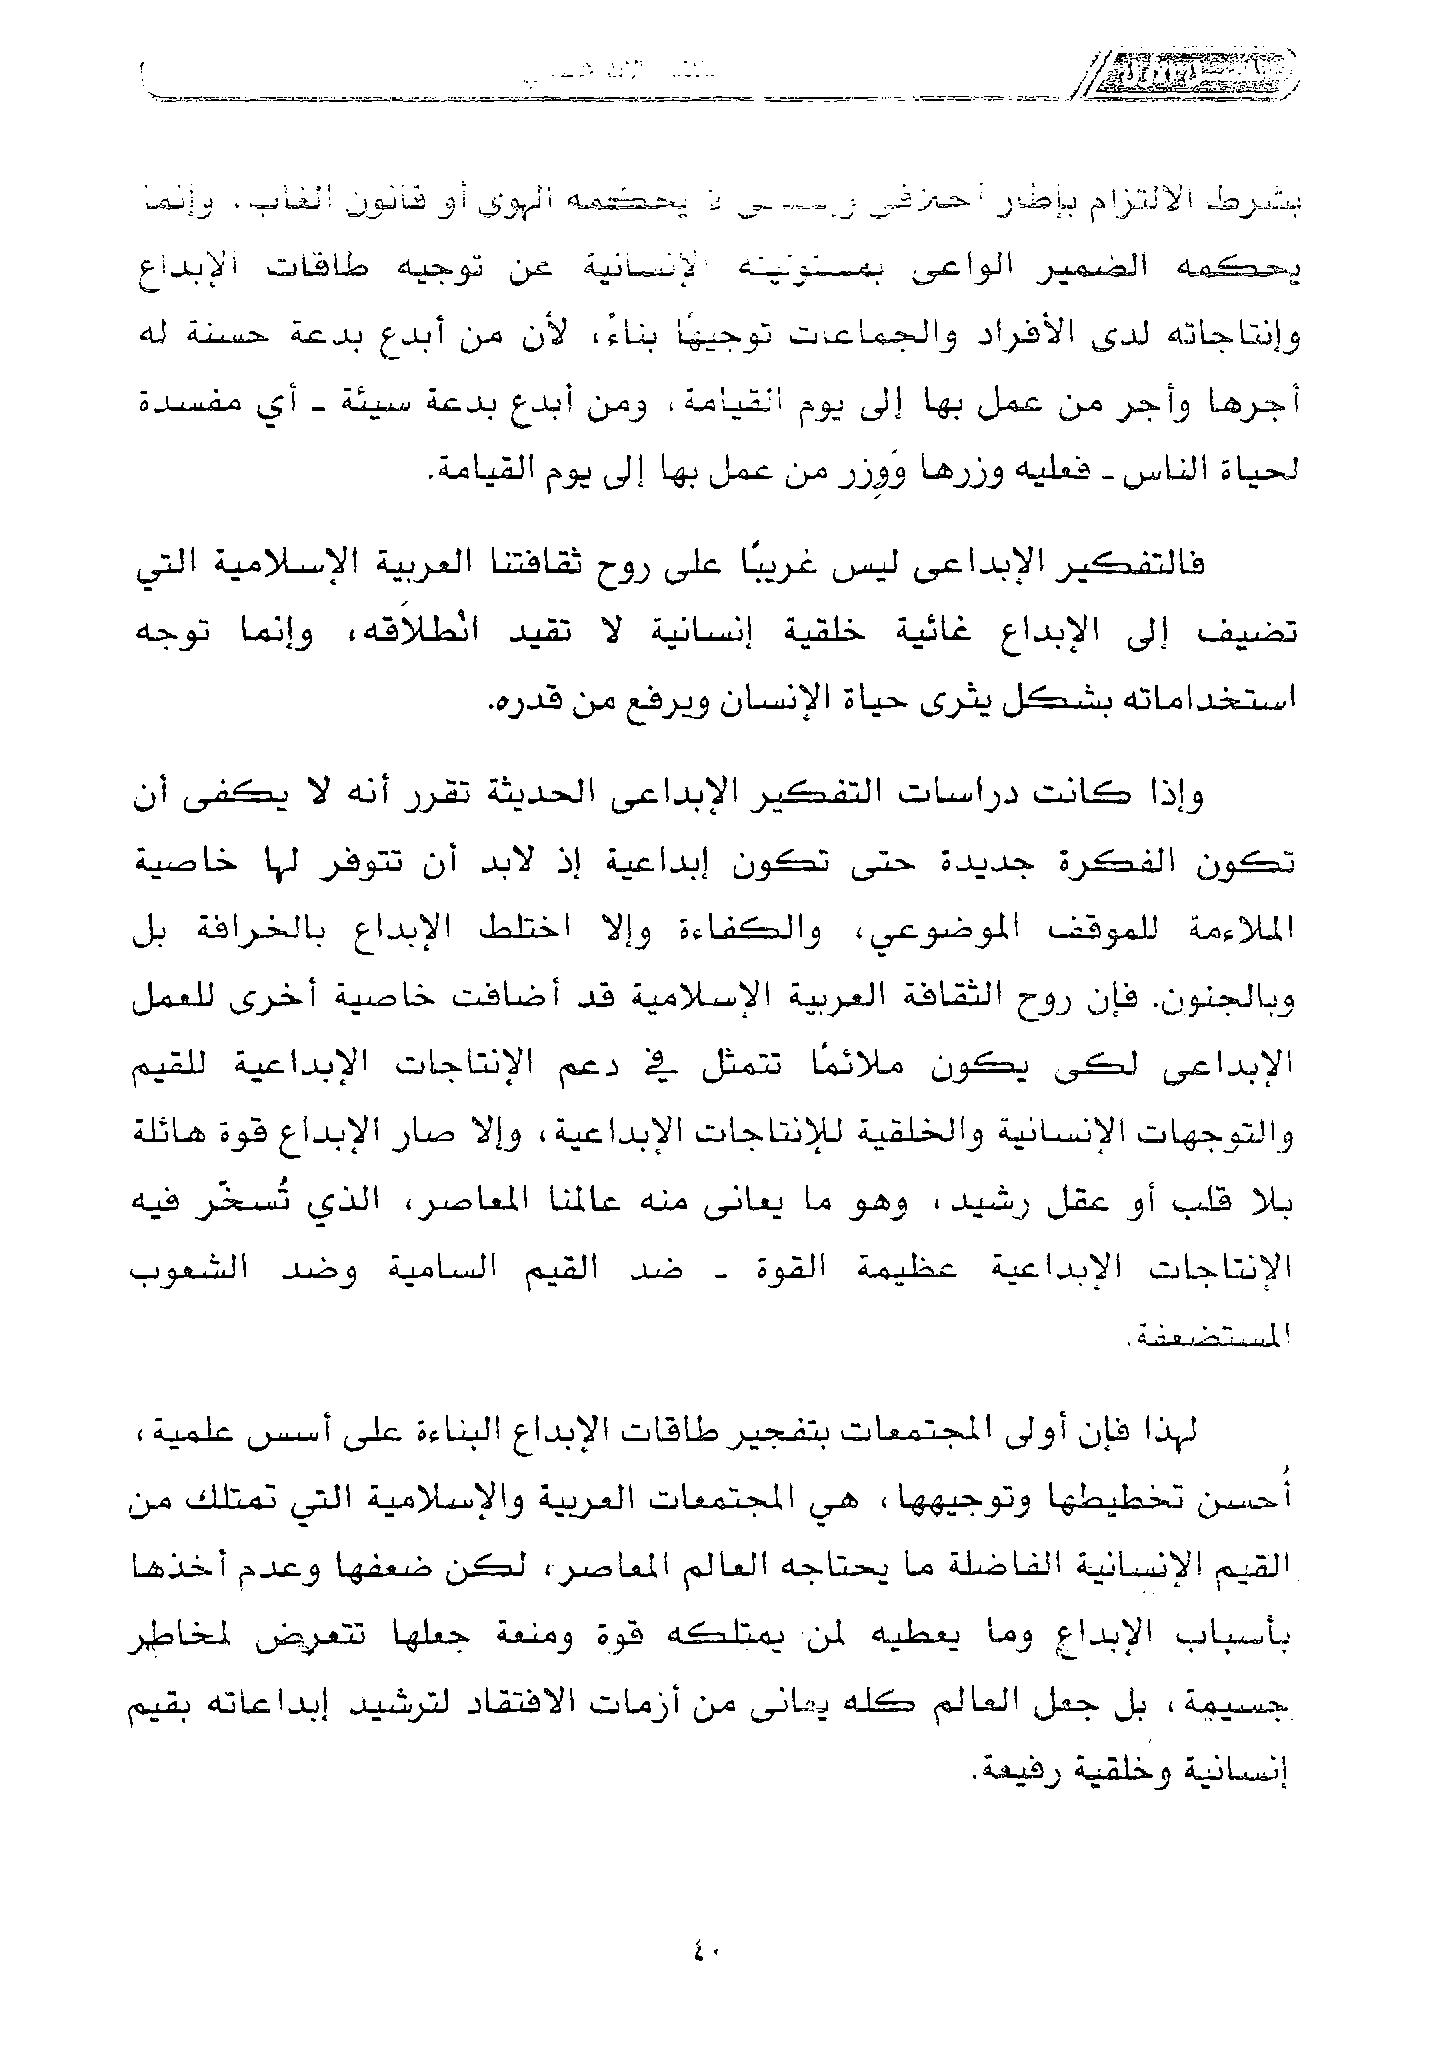 بشرط الالتزام بإطار لا يحكمه الهوى أو قانون الغاب، وإنما
يحكمه الضمير الواعى بمسئوليته الإنسانية عن توجيه طاقات الإبداع
وإنتاجاته لدى الأفراد والجماعات توجيهًا بناءً، لأن من أبدع بدعة حسنة له
أجرها وأجر من عمل بها إلى يوم القيامة، ومن أبدع بدعة سيئة - أي مفسدة
لحياة الناس - فعليه وزرها وَوِزر من عمل بها إلى يوم القيامة.
فالتفكير الإبداعى ليس غريبًا على روح ثقافتنا العربية الإسلامية التي
تضيف إلى الإبداع غائية خلقية إنسانية لا تقيد انْطلاَقه، وإنما توجه
استخداماته بشكل يثرى حياة الإنسان ويرفع من قدره.
وإذا كانت دراسات التفكير الإبداعى الحديثة تقرر أنه لا يكفى أن
تكون الفكرة جديدة حتى تكون إبداعية إذ لابد أن تتوفر لها خاصية
الملاءمة للموقف الموضوعي، والكفاءة وإلا اختلط الإبداع بالخرافة بل
وبالجنون. فإن روح الثقافة العربية الإسلامية قد أضافت خاصية أخرى للعمل
الإبداعى لكى يكون ملائمًا تتمثل في دعم الإنتاجات الإبداعية للقيم
والتوجهات الإنسانية والخلقية للإنتاجات الإبداعية، وإلا صار الإبداع قوة هائلة
بلا قلب أو عقل رشيد، وهو ما يعانى منه عالمنا المعاصر، الذي تُسخّر فيه
الإنتاجات الإبداعية عظيمة القوة - ضد القيم السامية وضد الشعوب
المستضعفة.
لهذا فإن أولى المجتمعات بتفجير طاقات الإبداع البناءة على أسس علمية،
أُحسن تخطيطها وتوجيهها، هي المجتمعات العربية والإسلامية التي تمتلك من
القيم الإنسانية الفاضلة ما يحتاجه العالم المعاصر، لكن ضعفها وعدم أخذها
بأسباب الإبداع وما يعطيه لمن يمتلكه قوة ومنعة جعلها تتعرض لمخاطر
جسيمة، بل جعل العالم كله يعانى من أزمات الافتقاد لترشيد إبداعاته بقيم
إنسانية وخلقية رفيعة.
٤٠